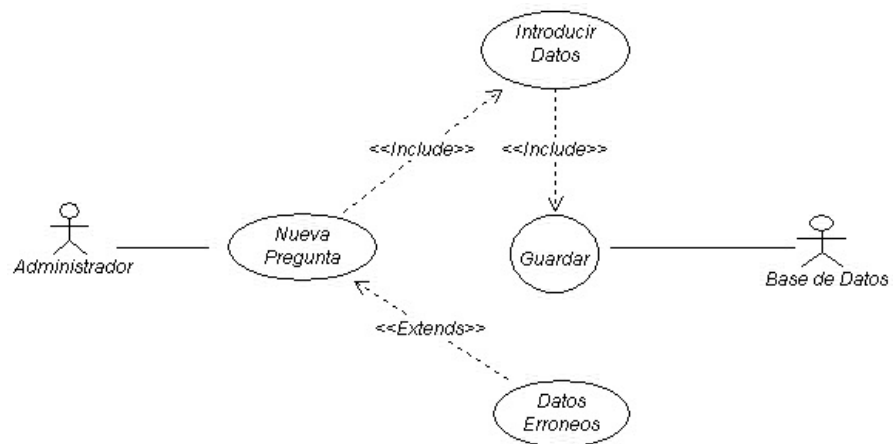 Introducir
Datos
<<Include>>
<<Include>>
Nueva
Pregunta
Guardar
Administrador
Base de Datos
<<Extends>>
Datos
Erroneos